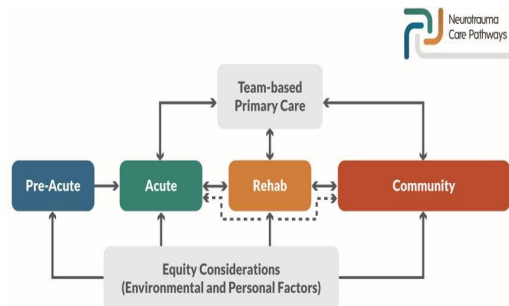 Neurotrauma
Care Pathways
Team-based
Primary Care
Pre-Acute
Acute
Rehab
Community
Equity Considerations
(Environmental and Personal Factors)